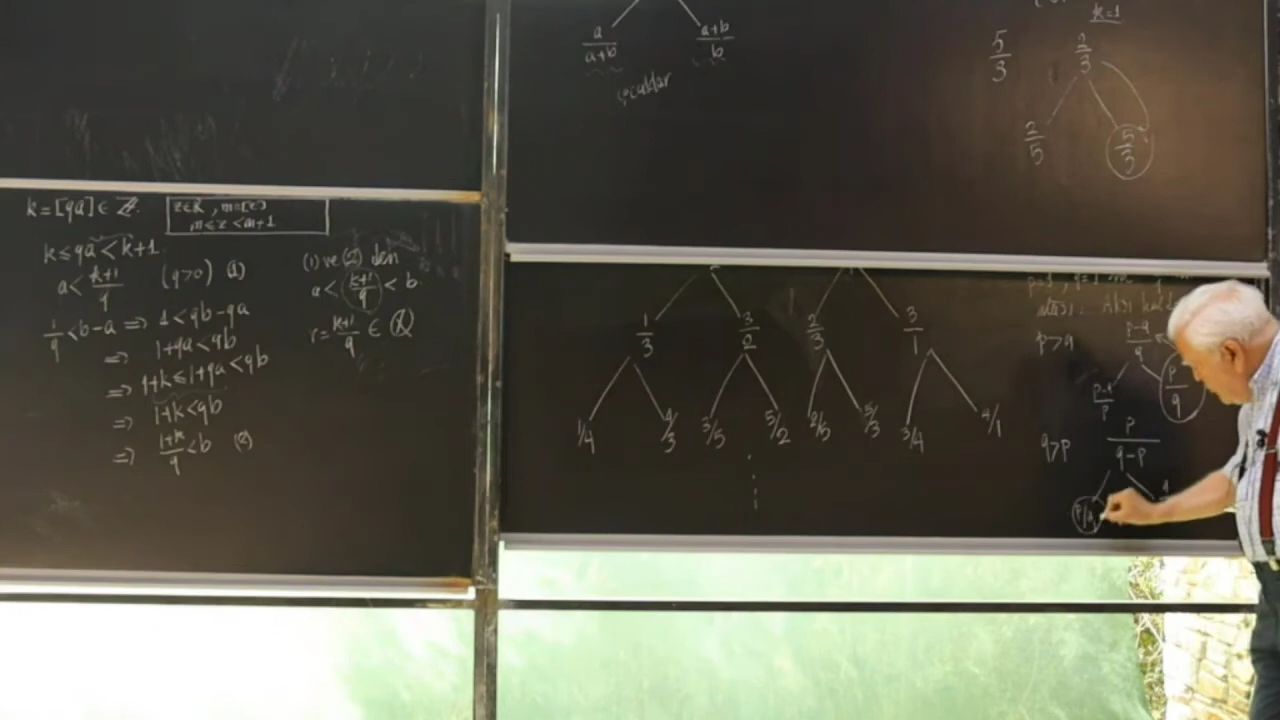 k=[qa]∈ℤ.
z∈ℝ, m=[z]
m≤z<m+1
k≤qa<k+1
a<(k+1)/q (q>0) (1)
1/q<b-a ⇒ 1<qb-qa
⇒ 1+qa<qb
⇒ 1+k≤1+qa<qb
⇒ 1+k<qb
⇒ (1+k)/q<b (2)
(1) ve (2) den
a<(k+1)/q<b
r=(k+1)/q∈ℚ
a/(a+b) (a+b)/b
çocuklar
k=1
5/3 2/3
2/5 5/3
1/3 3/2 2/3 3/1
1/4 4/3 3/5 5/2 2/5 5/3 3/4 4/1
p>q (p-q)/q
(p-q)/p p/q
q>p p/(q-p)
p/q